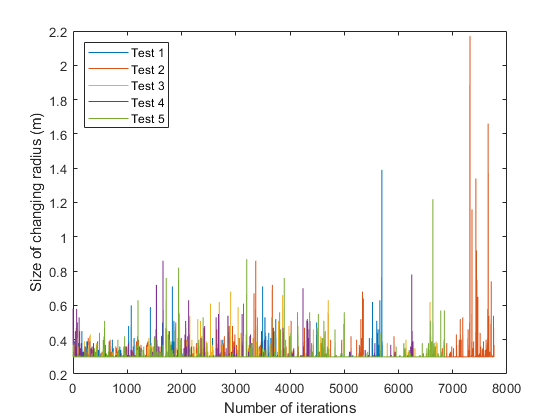 2.2
2
1.8
1.6
1.4
1.2
1
0.8
0.6
0.4
0.2
Size of changing radius (m)
Test 1
Test 2
Test 3
Test 4
Test 5
0 1000 2000 3000 4000 5000 6000 7000 8000
Number of iterations